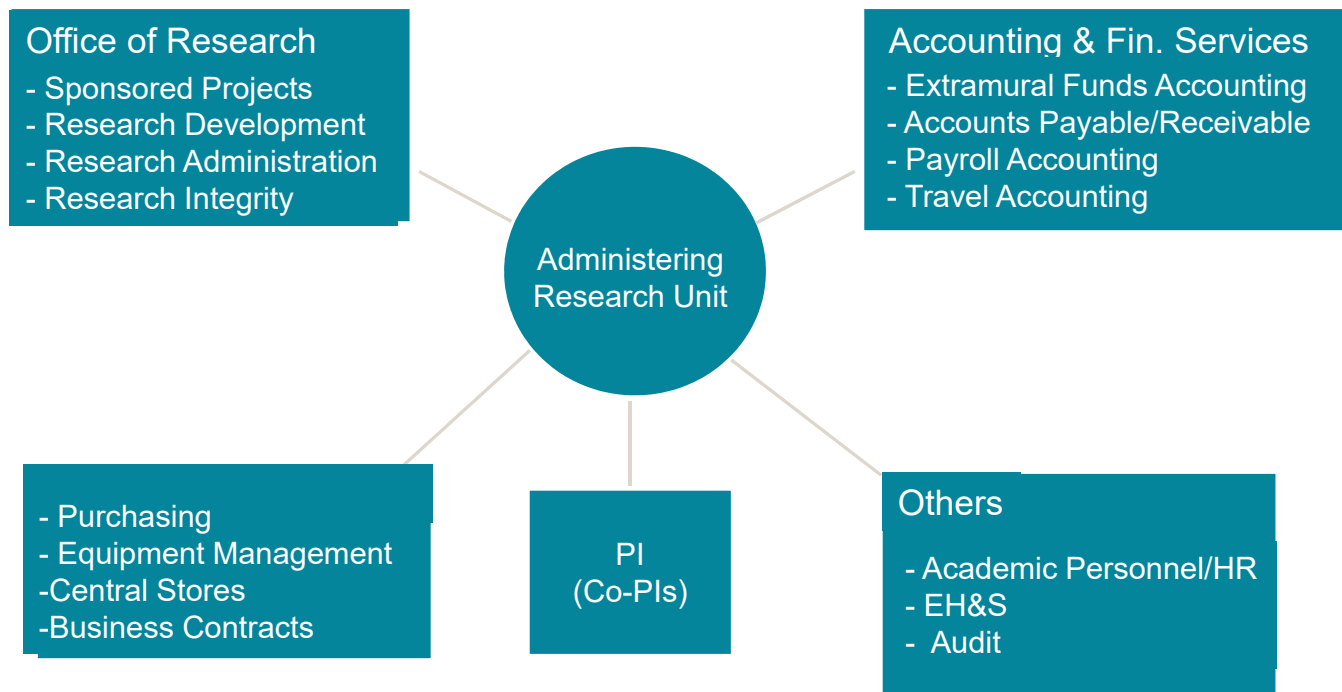 Office of Research
- Sponsored Projects
- Research Development
- Research Administration
- Research Integrity
Accounting & Fin. Services
- Extramural Funds Accounting
- Accounts Payable/Receivable
- Payroll Accounting
- Travel Accounting
Administering
Research Unit
- Purchasing
- Equipment Management
-Central Stores
-Business Contracts
PI
(Co-PIs)
Others
- Academic Personnel/HR
- EH&S
- Audit